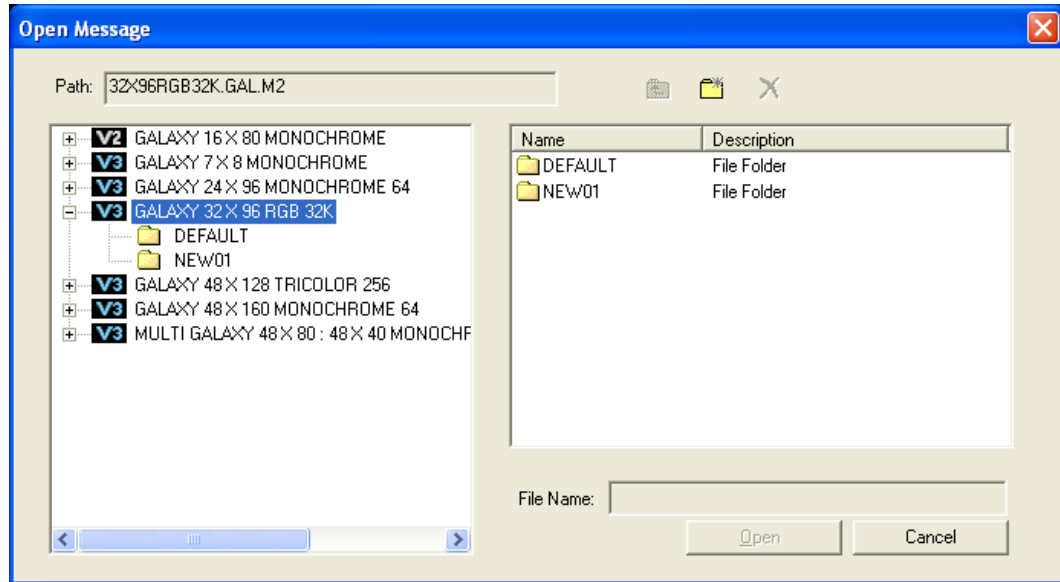 Open Message
Path: 32X96RGB32K.GAL.M2
V2 GALAXY 16 X 80 MONOCHROME
V3 GALAXY 7 X 8 MONOCHROME
V3 GALAXY 24 X 96 MONOCHROME 64
V3 GALAXY 32 X 96 RGB 32K
DEFAULT
NEW01
V3 GALAXY 48 X 128 TRICOLOR 256
V3 GALAXY 48 X 160 MONOCHROME 64
V3 MULTI GALAXY 48 X 80 : 48 X 40 MONOCHR
Name Description
DEFAULT File Folder
NEW01 File Folder
File Name:
Open Cancel